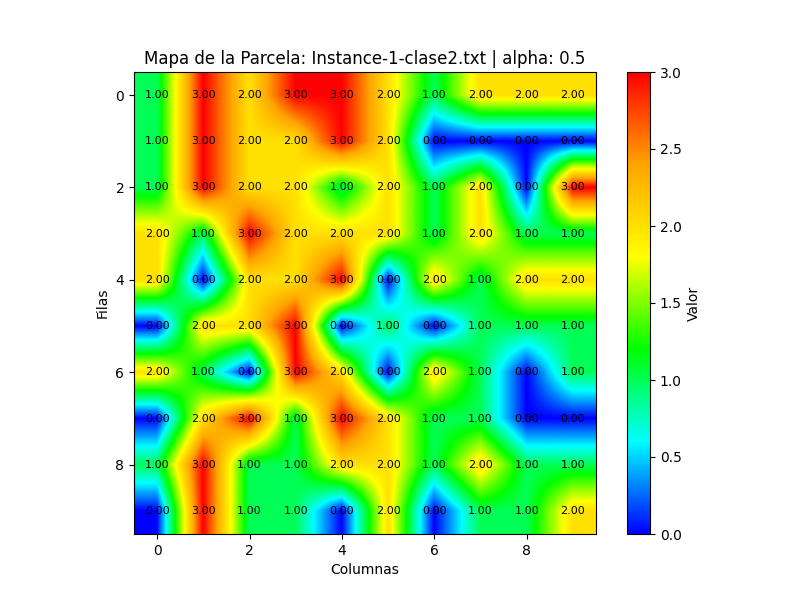 Mapa de la Parcela: Instance-1-clase2.txt | alpha: 0.5
0 1.00 3.00 2.00 3.00 3.00 2.00 1.00 2.00 2.00 2.00
1.00 3.00 2.00 2.00 3.00 2.00 0.00 0.00 0.00 0.00
2 1.00 3.00 2.00 2.00 1.00 2.00 1.00 2.00 0.00 3.00
2.00 1.00 3.00 2.00 2.00 2.00 1.00 2.00 1.00 1.00
4 2.00 0.00 2.00 2.00 3.00 0.00 2.00 1.00 2.00 2.00
0.00 2.00 2.00 3.00 0.00 1.00 0.00 1.00 1.00 1.00
6 2.00 1.00 0.00 3.00 2.00 0.00 2.00 1.00 0.00 1.00
0.00 2.00 3.00 1.00 3.00 2.00 1.00 1.00 0.00 0.00
8 1.00 3.00 1.00 1.00 2.00 2.00 1.00 2.00 1.00 1.00
0.00 3.00 1.00 1.00 0.00 2.00 0.00 1.00 1.00 2.00
0 2 4 6 8
Columnas
Filas
3.0
2.5
2.0
1.5
1.0
0.5
0.0
Valor